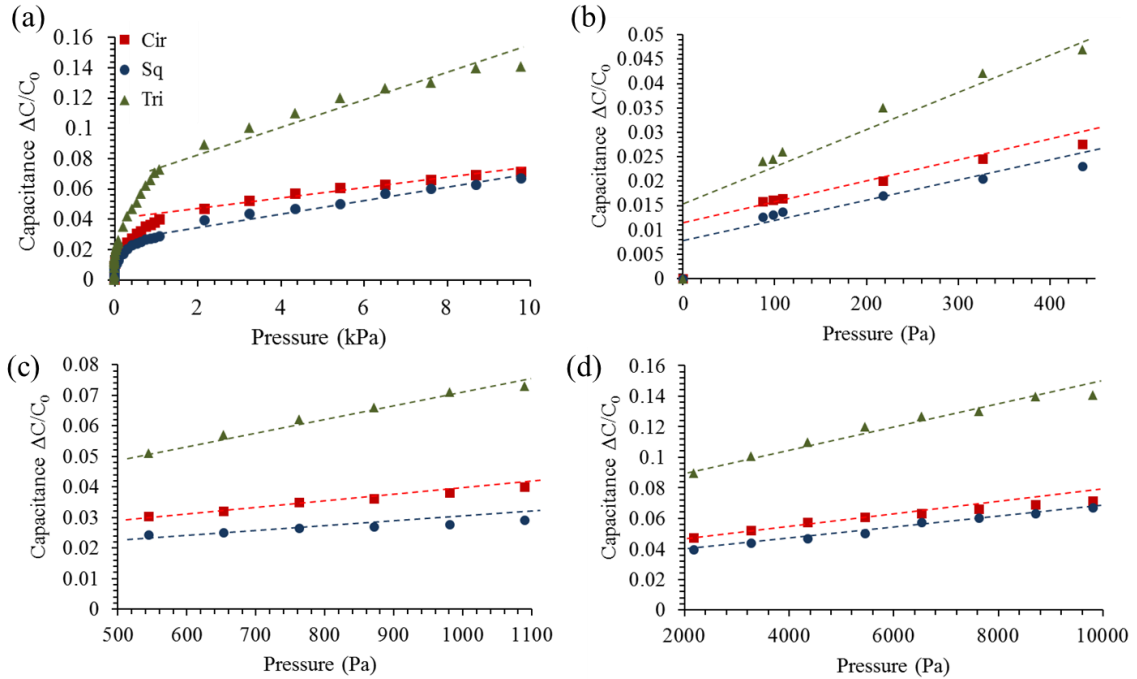 (a)
Capacitance ΔC/C₀
0.16
0.14
0.12
0.1
0.08
0.06
0.04
0.02
0
Cir
Sq
Tri
0 2 4 6 8 10
Pressure (kPa)
(b)
Capacitance ΔC/C₀
0.05
0.045
0.04
0.035
0.03
0.025
0.02
0.015
0.01
0.005
0
0 100 200 300 400
Pressure (Pa)
(c)
Capacitance ΔC/C₀
0.08
0.07
0.06
0.05
0.04
0.03
0.02
0.01
0
500 600 700 800 900 1000 1100
Pressure (Pa)
(d)
Capacitance ΔC/C₀
0.16
0.14
0.12
0.1
0.08
0.06
0.04
0.02
0
2000 4000 6000 8000 10000
Pressure (Pa)